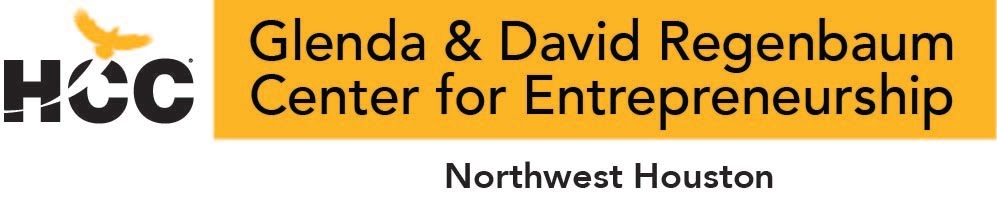 HCC
Glenda & David Regenbaum
Center for Entrepreneurship
Northwest Houston